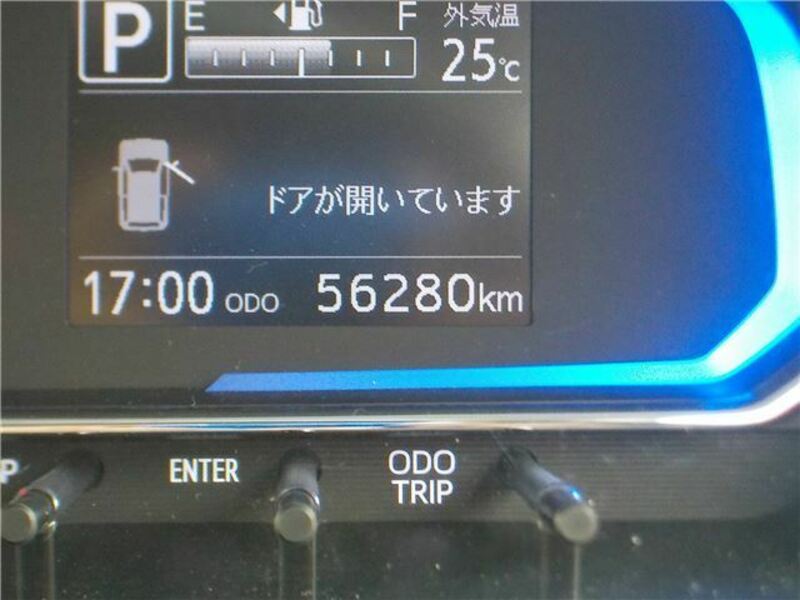 P E F 外気温
25℃
ドアが開いています
17:00 ODO 56280km
P ENTER ODO
TRIP